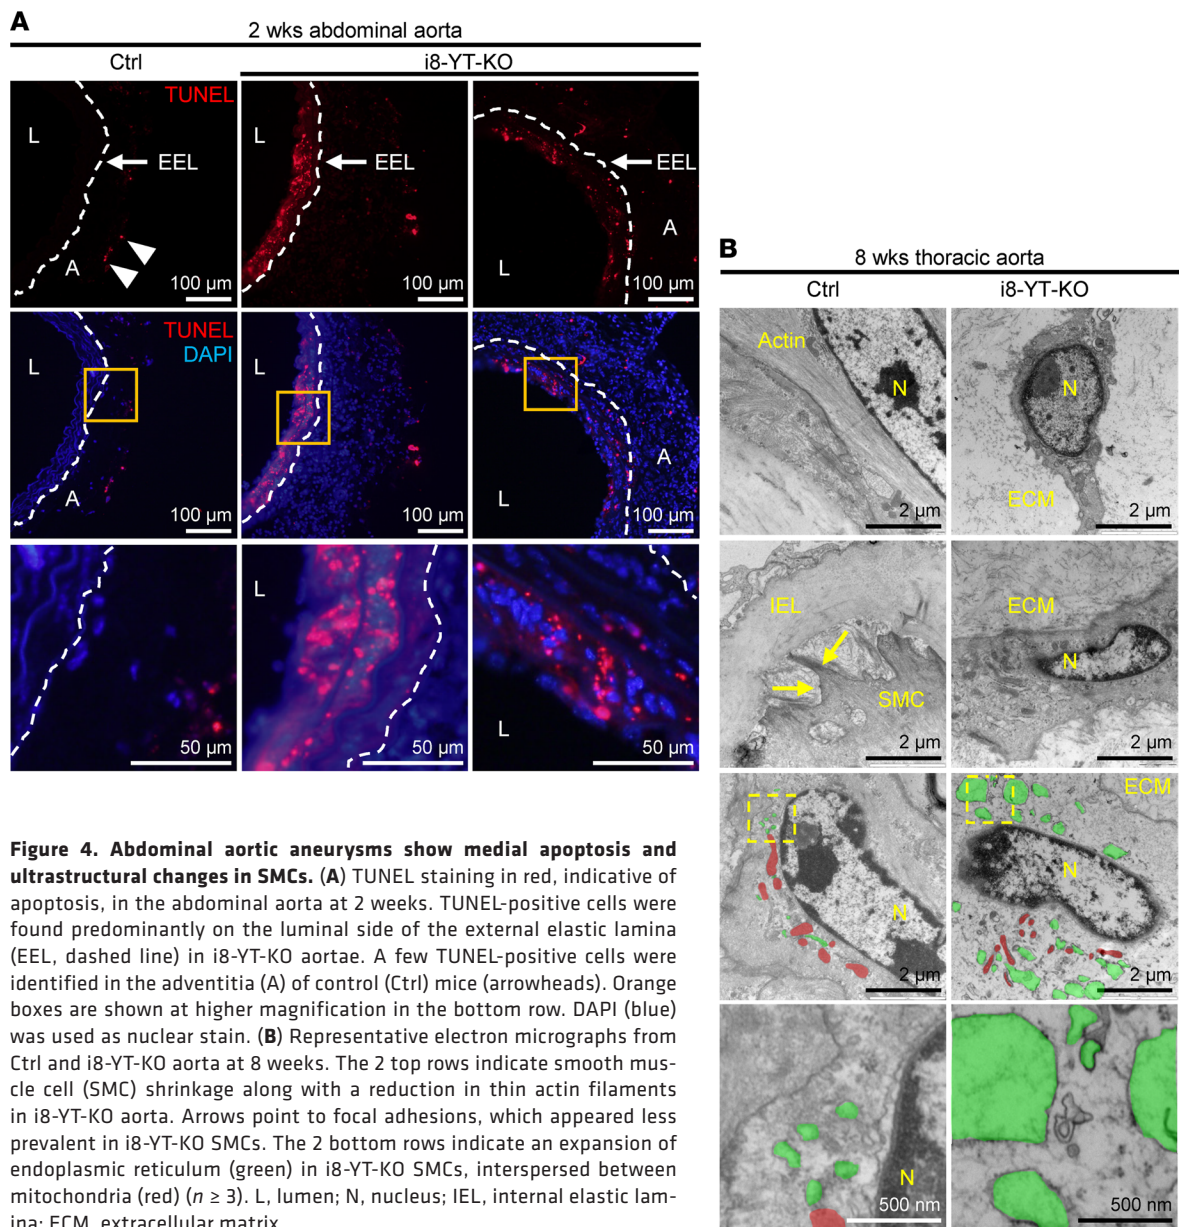 A
2 wks abdominal aorta
Ctrl
i8-YT-KO
TUNEL
L
EEL
A
100 µm
EEL
100 µm
EEL
A
L
100 µm
TUNEL
DAPI
L
A
100 µm
L
100 µm
A
L
100 µm
50 µm
L
50 µm
L
50 µm
B
8 wks thoracic aorta
Ctrl
i8-YT-KO
Actin
N
2 µm
N
ECM
2 µm
IEL
SMC
2 µm
ECM
N
2 µm
N
2 µm
ECM
N
2 µm
N
500 nm
500 nm
Figure 4. Abdominal aortic aneurysms show medial apoptosis and
ultrastructural changes in SMCs. (A) TUNEL staining in red, indicative of
apoptosis, in the abdominal aorta at 2 weeks. TUNEL-positive cells were
found predominantly on the luminal side of the external elastic lamina
(EEL, dashed line) in i8-YT-KO aortae. A few TUNEL-positive cells were
identified in the adventitia (A) of control (Ctrl) mice (arrowheads). Orange
boxes are shown at higher magnification in the bottom row. DAPI (blue)
was used as nuclear stain. (B) Representative electron micrographs from
Ctrl and i8-YT-KO aorta at 8 weeks. The 2 top rows indicate smooth mus-
cle cell (SMC) shrinkage along with a reduction in thin actin filaments
in i8-YT-KO aorta. Arrows point to focal adhesions, which appeared less
prevalent in i8-YT-KO SMCs. The 2 bottom rows indicate an expansion of
endoplasmic reticulum (green) in i8-YT-KO SMCs, interspersed between
mitochondria (red) (n ≥ 3). L, lumen; N, nucleus; IEL, internal elastic lam-
ina; ECM, extracellular matrix.